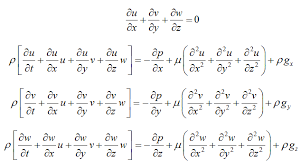 ∂u/∂x + ∂v/∂y + ∂w/∂z = 0
ρ[∂u/∂t + ∂u/∂x u + ∂u/∂y v + ∂u/∂z w] = −∂p/∂x + μ(∂²u/∂x² + ∂²u/∂y² + ∂²u/∂z²) + ρgₓ
ρ[∂v/∂t + ∂v/∂x u + ∂v/∂y v + ∂v/∂z w] = −∂p/∂y + μ(∂²v/∂x² + ∂²v/∂y² + ∂²v/∂z²) + ρg_y
ρ[∂w/∂t + ∂w/∂x u + ∂w/∂y v + ∂w/∂z w] = −∂p/∂z + μ(∂²w/∂x² + ∂²w/∂y² + ∂²w/∂z²) + ρg_z